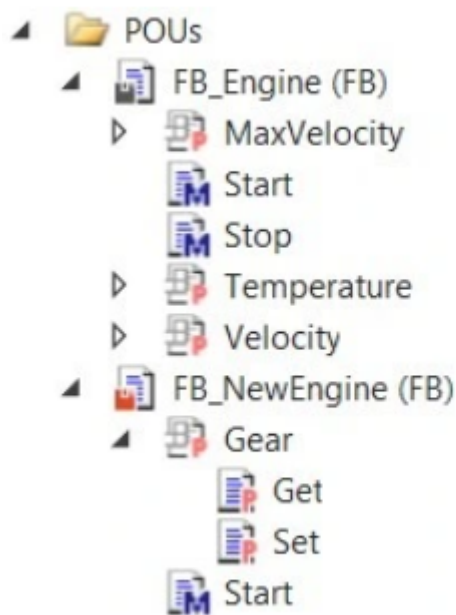 POUs
FB_Engine (FB)
MaxVelocity
Start
Stop
Temperature
Velocity
FB_NewEngine (FB)
Gear
Get
Set
Start